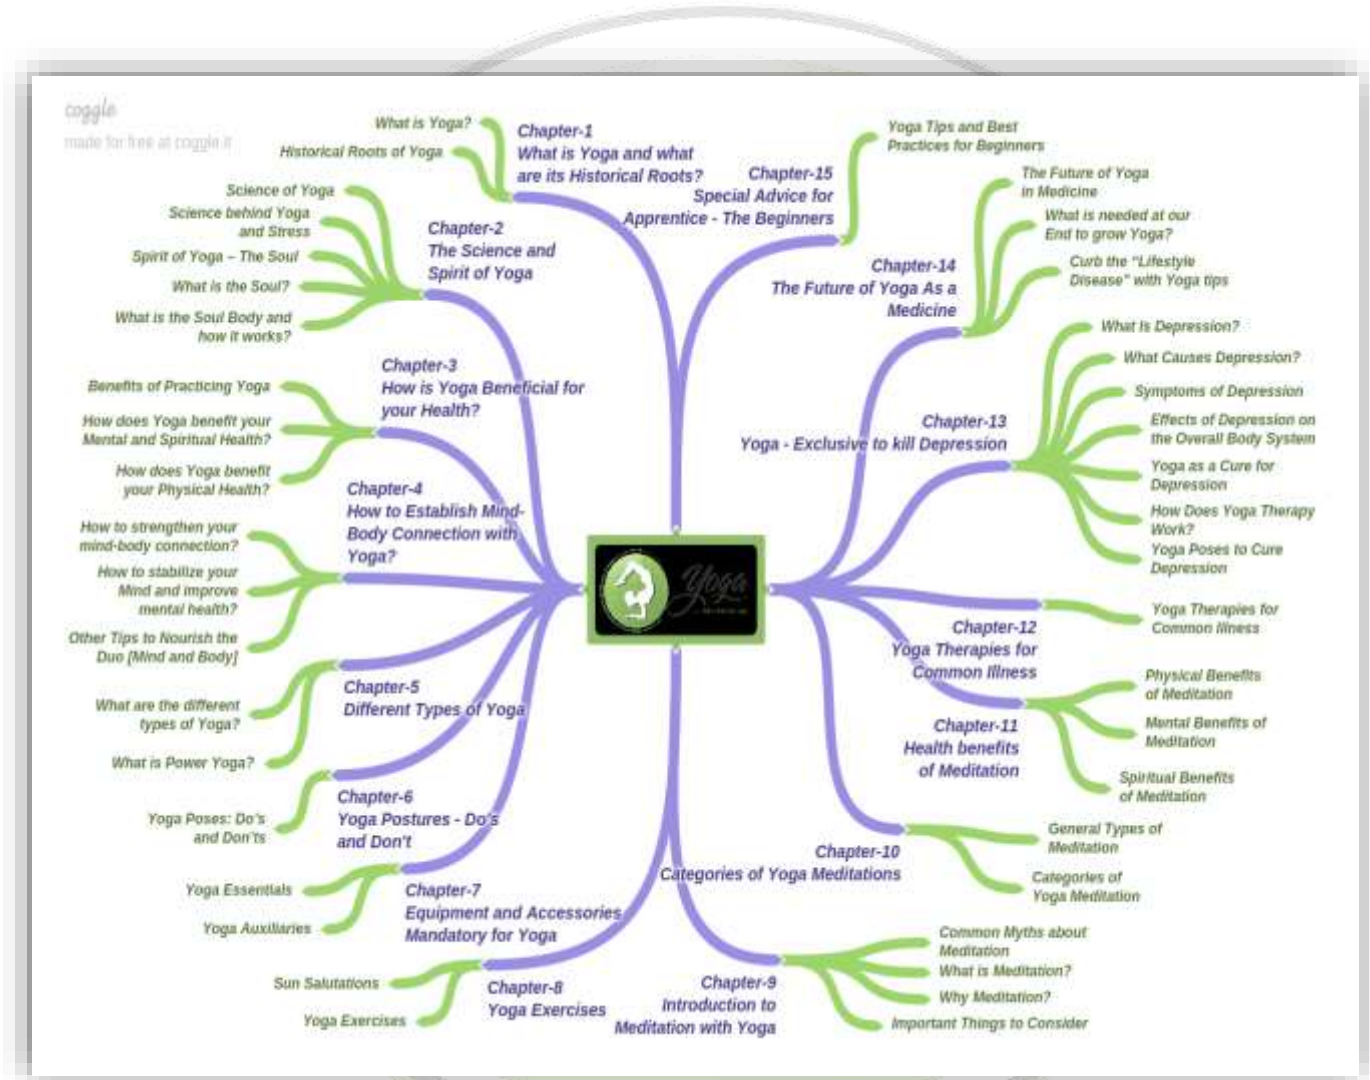 coggle
made for free at coggle.it
What is Yoga?
Historical Roots of Yoga
Chapter-1
What is Yoga and what
are its Historical Roots?
Science of Yoga
Science behind Yoga
and Stress
Spirit of Yoga – The Soul
What is the Soul?
What is the Soul Body and
how it works?
Chapter-2
The Science and
Spirit of Yoga
Chapter-3
How is Yoga Beneficial for
your Health?
Benefits of Practicing Yoga
How does Yoga benefit your
Mental and Spiritual Health?
How does Yoga benefit
your Physical Health?
Chapter-4
How to Establish Mind-
Body Connection with
Yoga?
How to strengthen your
mind-body connection?
How to stabilize your
Mind and improve
mental health?
Other Tips to Nourish the
Duo [Mind and Body]
Chapter-5
Different Types of Yoga
What are the different
types of Yoga?
What is Power Yoga?
Chapter-6
Yoga Postures - Do's
and Don't
Yoga Poses: Do's
and Don'ts
Chapter-7
Equipment and Accessories
Mandatory for Yoga
Yoga Essentials
Yoga Auxiliaries
Chapter-8
Yoga Exercises
Sun Salutations
Yoga Exercises
Yoga
Chapter-15
Special Advice for
Apprentice - The Beginners
Yoga Tips and Best
Practices for Beginners
Chapter-14
The Future of Yoga As a
Medicine
The Future of Yoga
in Medicine
What is needed at our
End to grow Yoga?
Curb the "Lifestyle
Disease" with Yoga tips
Chapter-13
Yoga - Exclusive to kill Depression
What Is Depression?
What Causes Depression?
Symptoms of Depression
Effects of Depression on
the Overall Body System
Yoga as a Cure for
Depression
How Does Yoga Therapy
Work?
Yoga Poses to Cure
Depression
Chapter-12
Yoga Therapies for
Common Illness
Yoga Therapies for
Common Illness
Chapter-11
Health benefits
of Meditation
Physical Benefits
of Meditation
Mental Benefits of
Meditation
Spiritual Benefits
of Meditation
Chapter-10
Categories of Yoga Meditations
General Types of
Meditation
Categories of
Yoga Meditation
Chapter-9
Introduction to
Meditation with Yoga
Common Myths about
Meditation
What is Meditation?
Why Meditation?
Important Things to Consider